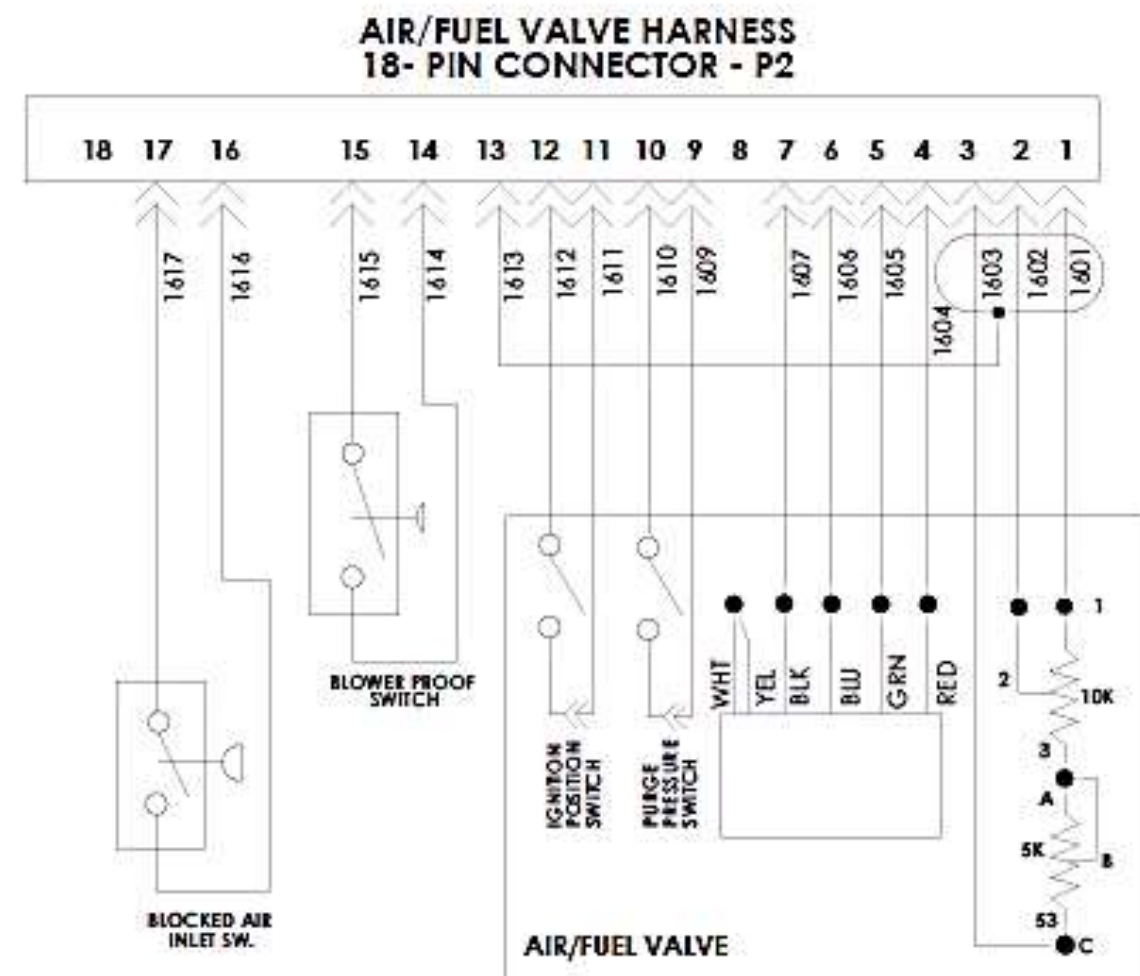 AIR/FUEL VALVE HARNESS
18- PIN CONNECTOR - P2
18 17 16 15 14 13 12 11 10 9 8 7 6 5 4 3 2 1
1617
1616
1615
1614
1613
1612
1611
1610
1609
1607
1606
1605
1604
1603
1602
1601
BLOWER PROOF
SWITCH
BLOCKED AIR
INLET SW.
IGNITION
POSITION
SWITCH
PURGE
PRESSURE
SWITCH
WHT
YEL
BLK
BLU
GRN
RED
1
2
10K
3
A
5K
B
53
C
AIR/FUEL VALVE